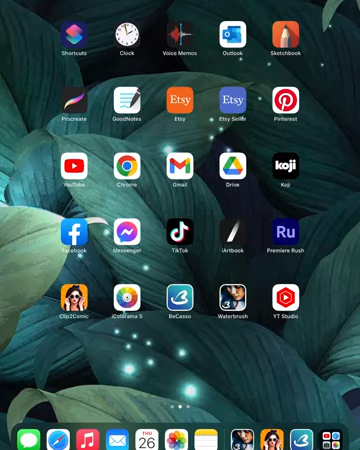 Shortcuts Clock Voice Memos Outlook Sketchbook
Procreate GoodNotes Etsy Etsy Seller Pinterest
Etsy Etsy
YouTube Chrome Gmail Drive Koji
koji
Facebook Messenger TikTok iArtbook Premiere Rush
Ru
Clip2Comic iColorama S BeCasso Waterbrush YT Studio
THU
26